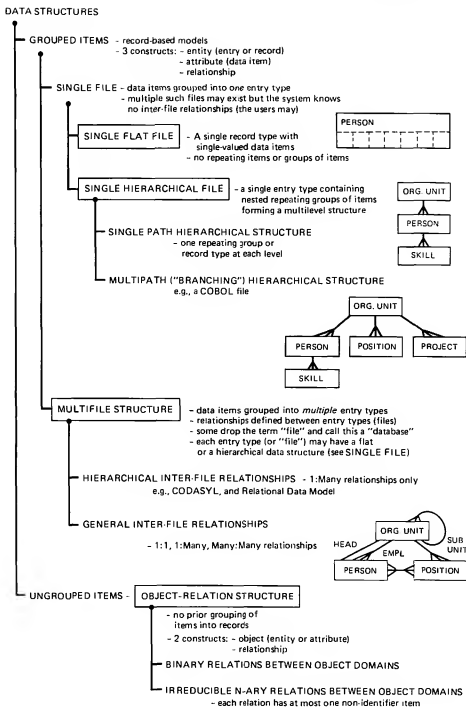 DATA STRUCTURES
GROUPED ITEMS - record-based models
- 3 constructs: - entity (entry or record)
- attribute (data item)
- relationship
SINGLE FILE - data items grouped into one entry type
- multiple such files may exist but the system knows
no inter-file relationships (the users may)
SINGLE FLAT FILE - A single record type with
single-valued data items
- no repeating items or groups of items
PERSON
SINGLE HIERARCHICAL FILE - a single entry type containing
nested repeating groups of items
forming a multilevel structure
ORG. UNIT
PERSON
SKILL
SINGLE PATH HIERARCHICAL STRUCTURE
- one repeating group or
record type at each level
MULTIPATH ("BRANCHING") HIERARCHICAL STRUCTURE
e.g., a COBOL file
ORG. UNIT
PERSON POSITION PROJECT
SKILL
MULTIFILE STRUCTURE - data items grouped into multiple entry types
- relationships defined between entry types (files)
- some drop the term "file" and call this a "database"
- each entry type (or "file") may have a flat
or a hierarchical data structure (see SINGLE FILE)
HIERARCHICAL INTER-FILE RELATIONSHIPS - 1:Many relationships only
e.g., CODASYL, and Relational Data Model
GENERAL INTER-FILE RELATIONSHIPS
- 1:1, 1:Many, Many:Many relationships
ORG. UNIT
HEAD EMPL SUB
UNIT
PERSON POSITION
UNGROUPED ITEMS - OBJECT-RELATION STRUCTURE
- no prior grouping of
items into records
- 2 constructs: - object (entity or attribute)
- relationship
BINARY RELATIONS BETWEEN OBJECT DOMAINS
IRREDUCIBLE N-ARY RELATIONS BETWEEN OBJECT DOMAINS
- each relation has at most one non-identifier item